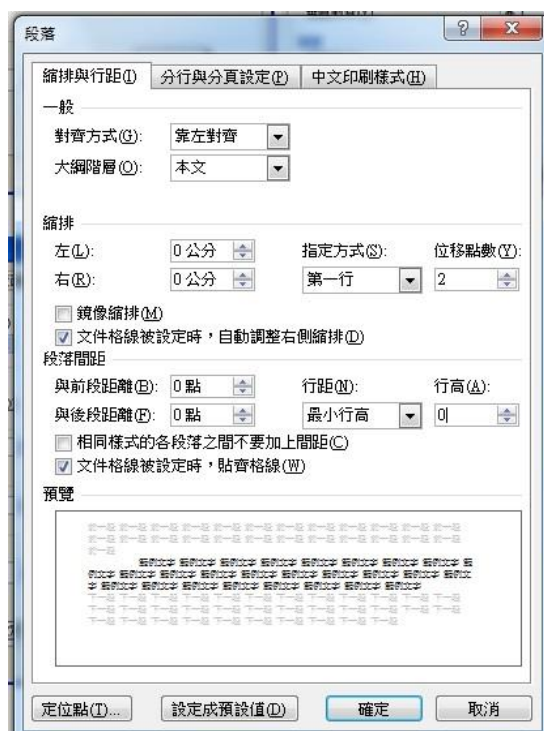 段落
縮排與行距(I) 分行與分頁設定(P) 中文印刷樣式(H)
一般
對齊方式(G): 靠左對齊
大綱階層(O): 本文
縮排
左(L): 0 公分 指定方式(S): 位移點數(Y):
右(R): 0 公分 第一行 2
鏡像縮排(M)
文件格線被設定時，自動調整右側縮排(D)
段落間距
與前段距離(B): 0 點 行距(N): 行高(A):
與後段距離(F): 0 點 最小行高 0
相同樣式的各段落之間不要加上間距(C)
文件格線被設定時，貼齊格線(W)
預覽
定位點(T)... 設定成預設值(D) 確定 取消